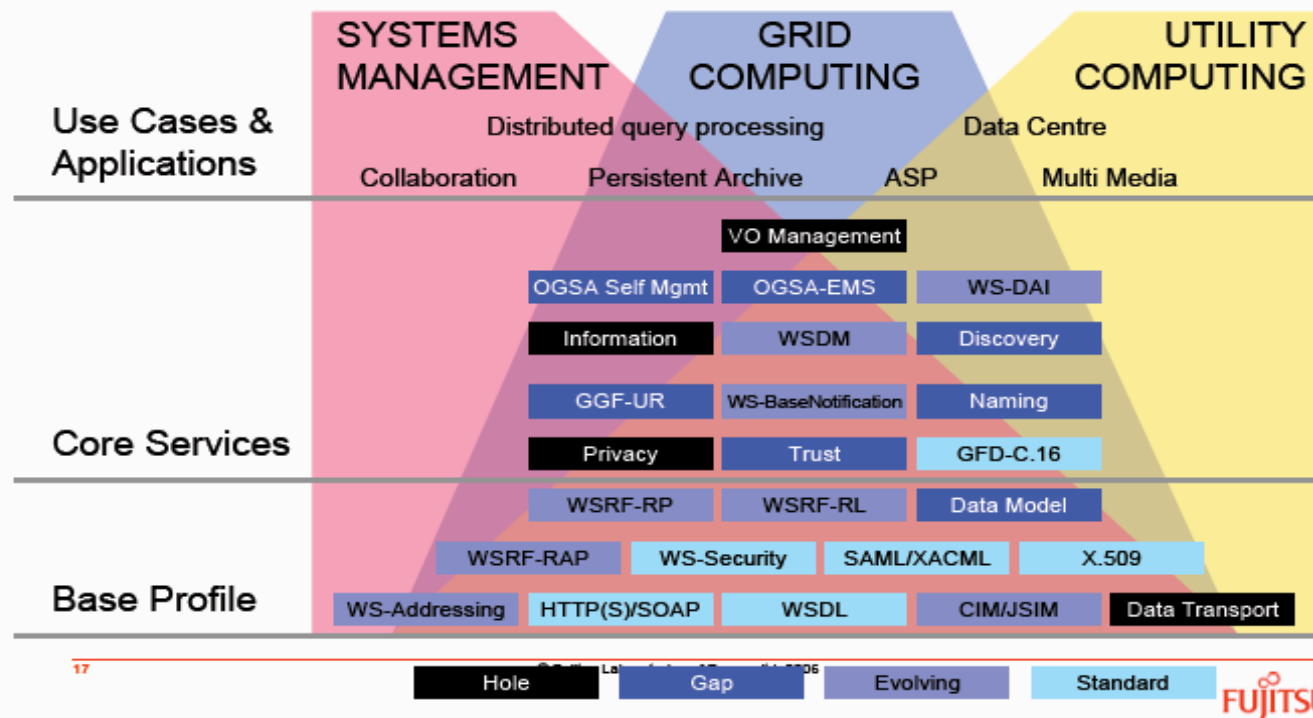 SYSTEMS MANAGEMENT
GRID COMPUTING
UTILITY COMPUTING
Use Cases & Applications
Distributed query processing
Data Centre
Collaboration
Persistent Archive
ASP
Multi Media
VO Management
OGSA Self Mgmt
OGSA-EMS
WS-DAI
Information
WSDM
Discovery
GGF-UR
WS-BaseNotification
Naming
Core Services
Privacy
Trust
GFD-C.16
WSRF-RP
WSRF-RL
Data Model
WSRF-RAP
WS-Security
SAML/XACML
X.509
Base Profile
WS-Addressing
HTTP(S)/SOAP
WSDL
CIM/JSIM
Data Transport
17
Hole
Gap
Evolving
Standard
FUJITSU